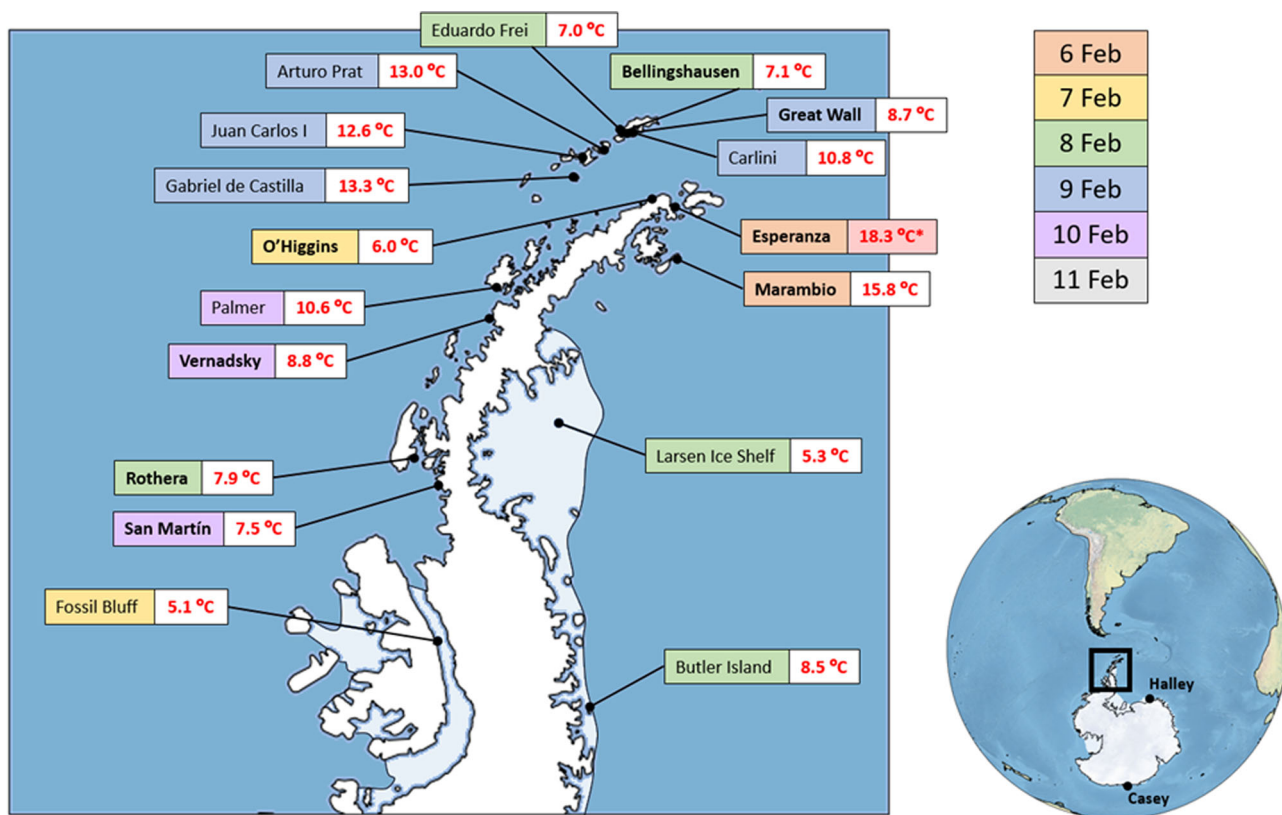 Eduardo Frei 7.0 °C
Arturo Prat 13.0 °C
Bellingshausen 7.1 °C
Juan Carlos I 12.6 °C
Great Wall 8.7 °C
Carlini 10.8 °C
Gabriel de Castilla 13.3 °C
O'Higgins 6.0 °C
Esperanza 18.3 °C*
Marambio 15.8 °C
Palmer 10.6 °C
Vernadsky 8.8 °C
Larsen Ice Shelf 5.3 °C
Rothera 7.9 °C
San Martín 7.5 °C
Fossil Bluff 5.1 °C
Butler Island 8.5 °C
6 Feb
7 Feb
8 Feb
9 Feb
10 Feb
11 Feb
Halley
Casey